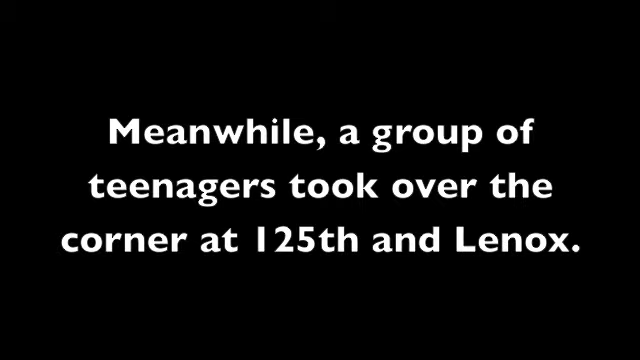 Meanwhile, a group of
teenagers took over the
corner at 125th and Lenox.